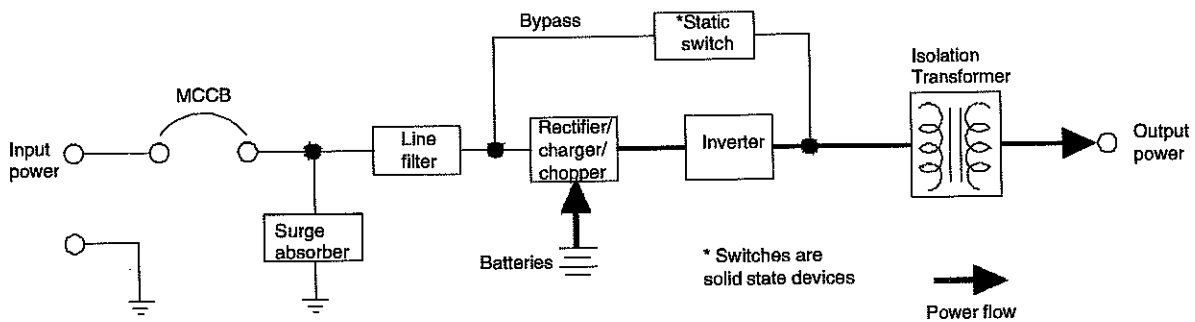 Bypass
*Static
switch
Isolation
Transformer
MCCB
Input
power
Line
filter
Rectifier/
charger/
chopper
Inverter
Output
power
Surge
absorber
Batteries
* Switches are
solid state devices
Power flow